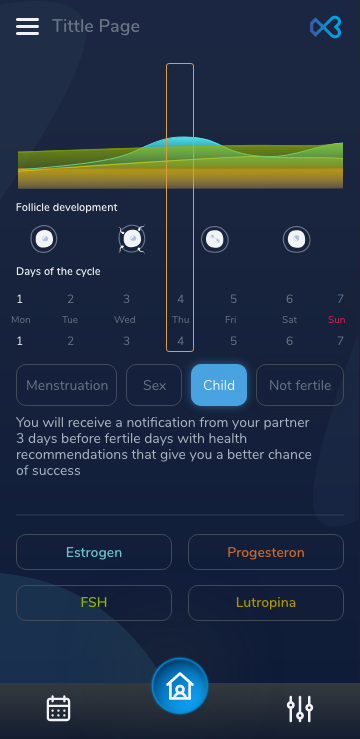 Tittle Page
Follicle development
Days of the cycle
1 2 3 4 5 6 7
Mon Tue Wed Thu Fri Sat Sun
1 2 3 4 5 6 7
Menstruation Sex Child Not fertile
You will receive a notification from your partner
3 days before fertile days with health
recommendations that give you a better chance
of success
Estrogen Progesteron
FSH Lutropina